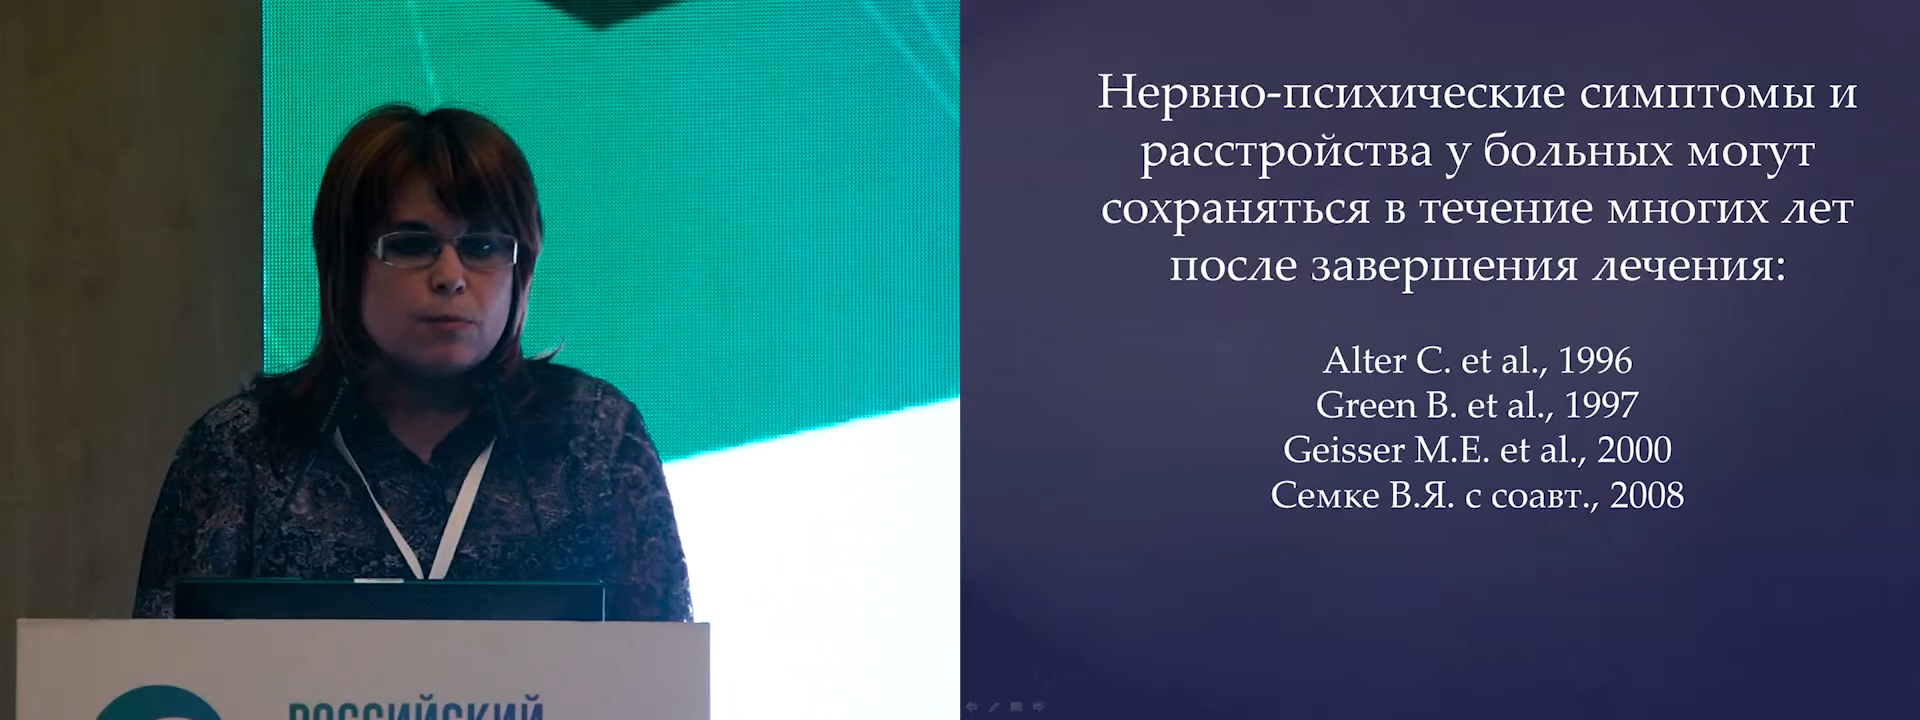 Нервно-психические симптомы и
расстройства у больных могут
сохраняться в течение многих лет
после завершения лечения:
Alter C. et al., 1996
Green B. et al., 1997
Geisser M.E. et al., 2000
Семке В.Я. с соавт., 2008
РОССИЙСКИЙ